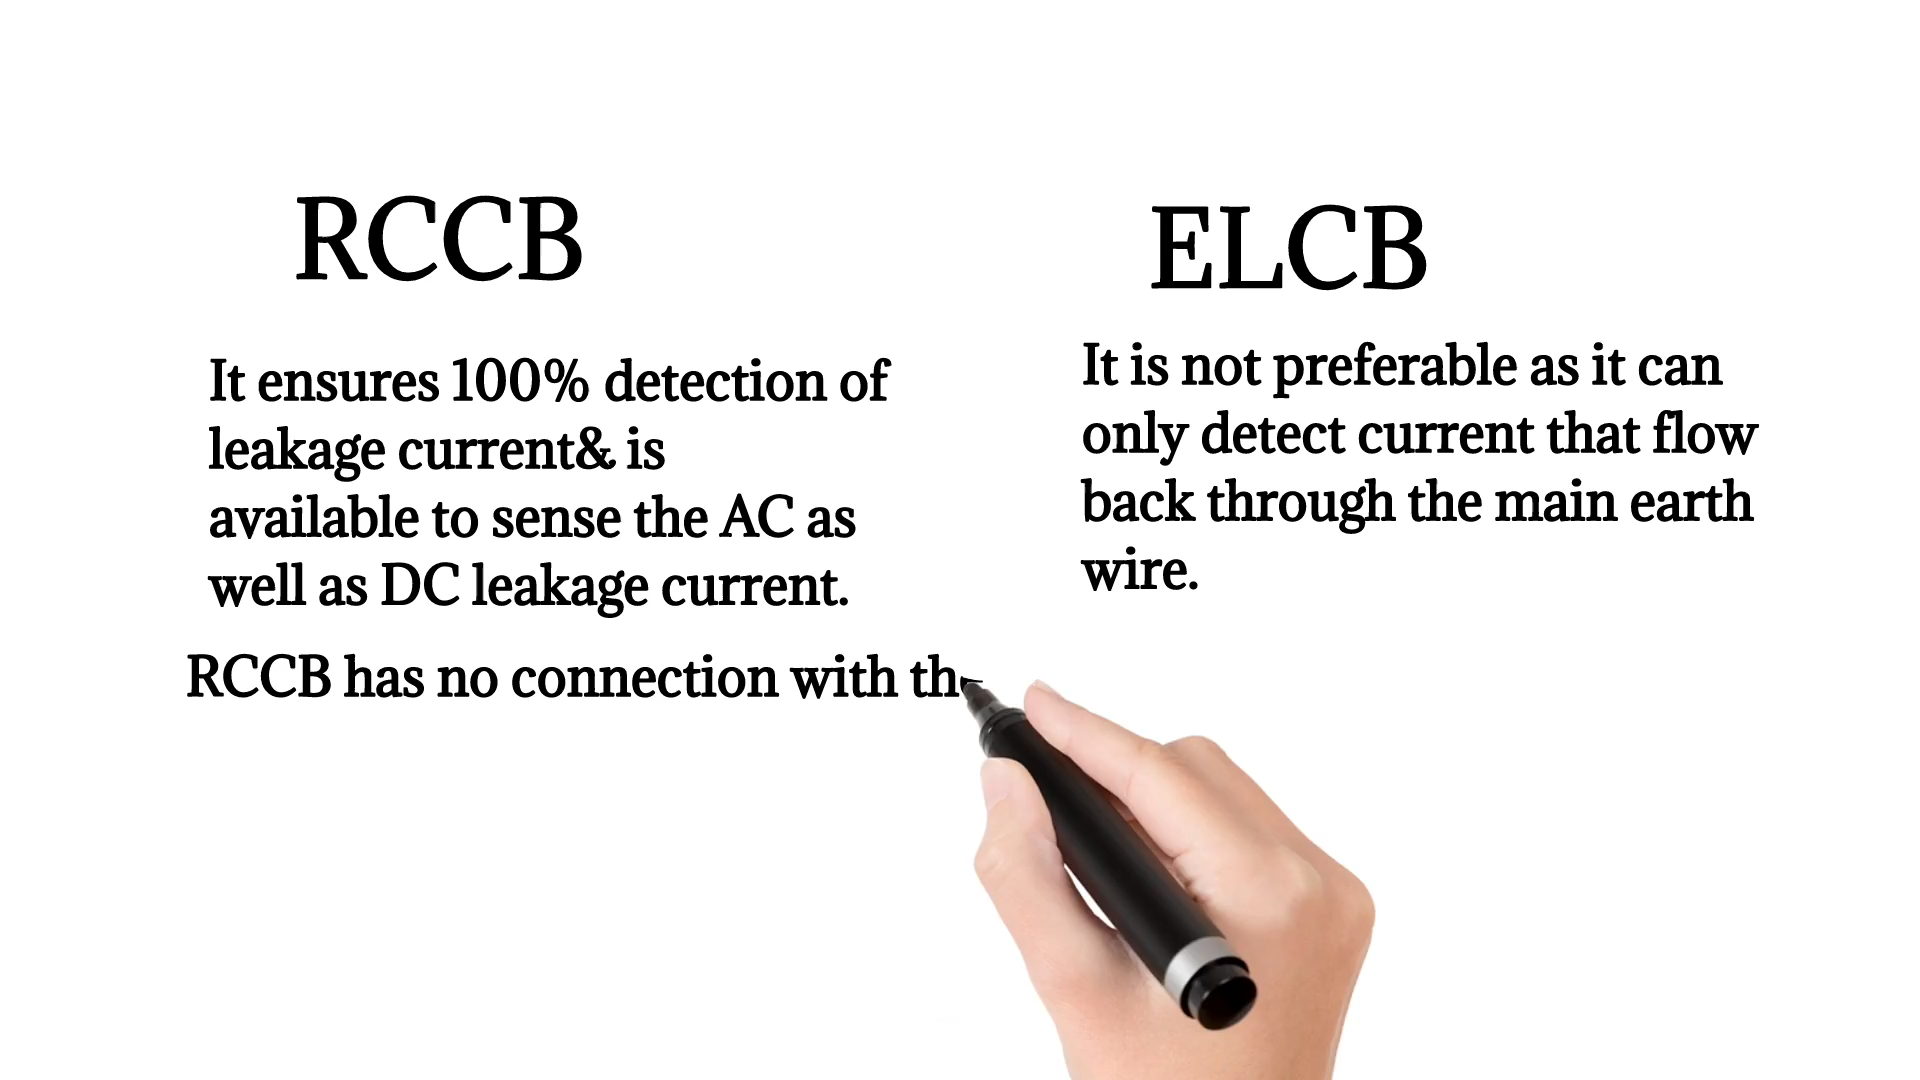 RCCB
It ensures 100% detection of
leakage current& is
available to sense the AC as
well as DC leakage current.
RCCB has no connection with th
ELCB
It is not preferable as it can
only detect current that flow
back through the main earth
wire.